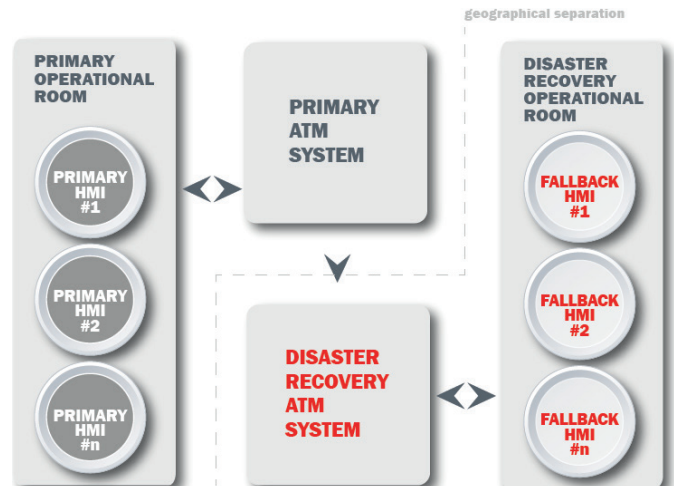 geographical separation
PRIMARY
OPERATIONAL
ROOM
PRIMARY
HMI
#1
PRIMARY
HMI
#2
PRIMARY
HMI
#n
PRIMARY
ATM
SYSTEM
DISASTER
RECOVERY
ATM
SYSTEM
DISASTER
RECOVERY
OPERATIONAL
ROOM
FALLBACK
HMI
#1
FALLBACK
HMI
#2
FALLBACK
HMI
#n